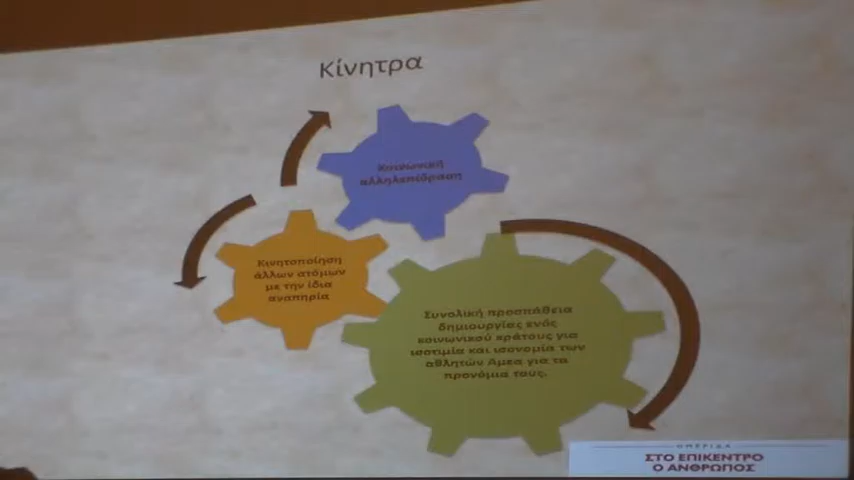 Κίνητρα
Κοινωνική
αλληλεπίδραση
Κινητοποίηση
άλλων ατόμων
με την ίδια
αναπηρία
Συνολική προσπάθεια
δημιουργίας ενός
κοινωνικού κράτους για
ισοτιμία και ισονομία των
αθλητών Αμεα για τα
προνόμια τους.
ΗΜΕΡΙΔΑ
ΣΤΟ ΕΠΙΚΕΝΤΡΟ
Ο ΑΝΘΡΩΠΟΣ